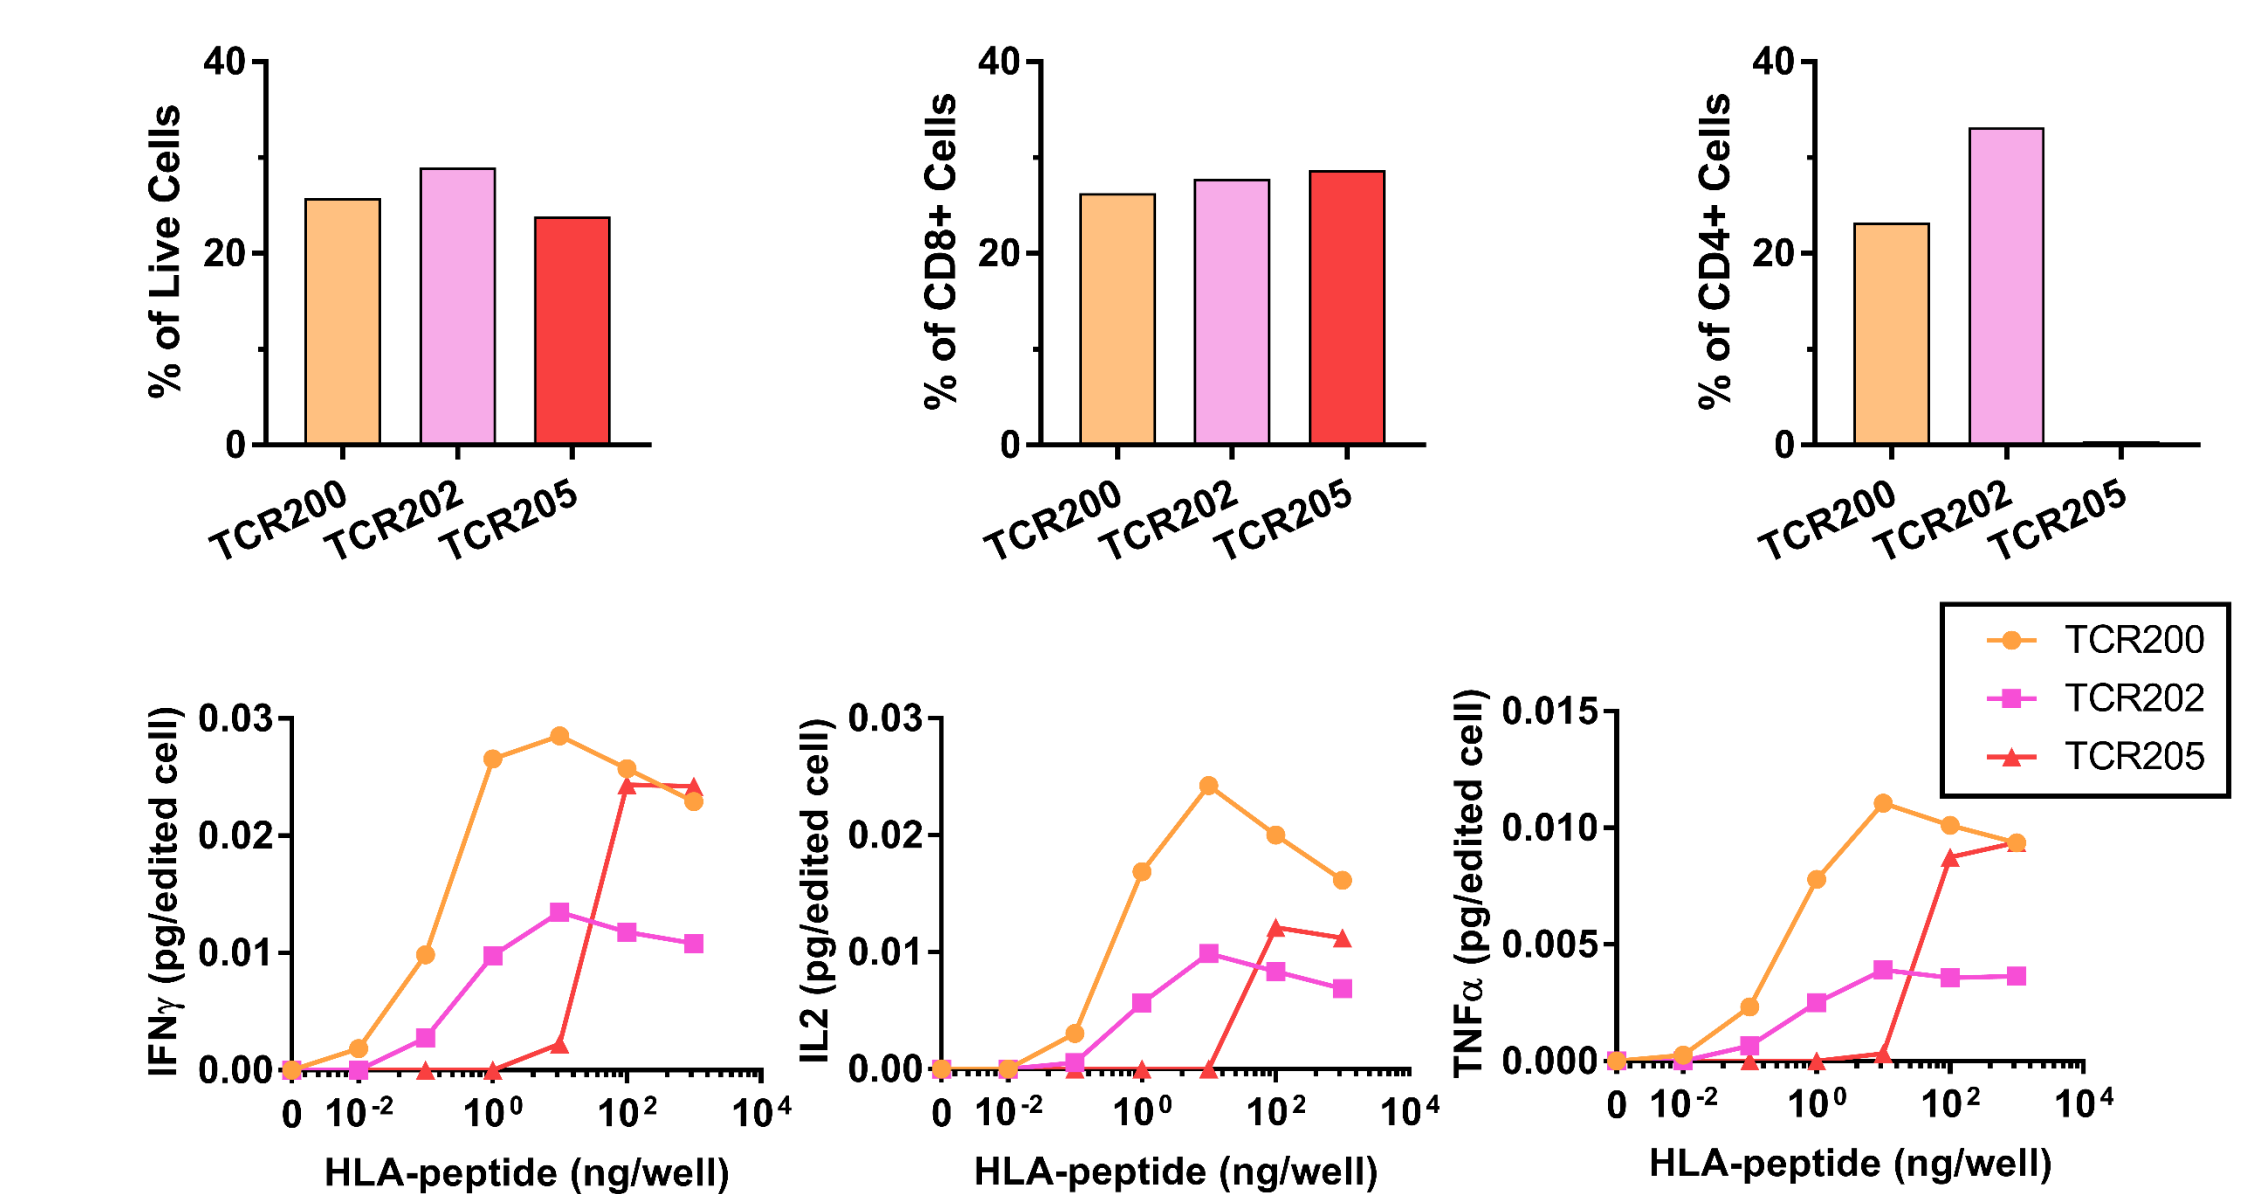 % of Live Cells
40
20
0
TCR200
TCR202
TCR205
% of CD8+ Cells
40
20
0
TCR200
TCR202
TCR205
% of CD4+ Cells
40
20
0
TCR200
TCR202
TCR205
TCR200
TCR202
TCR205
IFNγ (pg/edited cell)
0.03
0.02
0.01
0.00
0 10⁻² 10⁰ 10² 10⁴
HLA-peptide (ng/well)
IL2 (pg/edited cell)
0.03
0.02
0.01
0.00
0 10⁻² 10⁰ 10² 10⁴
HLA-peptide (ng/well)
TNFα (pg/edited cell)
0.015
0.010
0.005
0.000
0 10⁻² 10⁰ 10² 10⁴
HLA-peptide (ng/well)